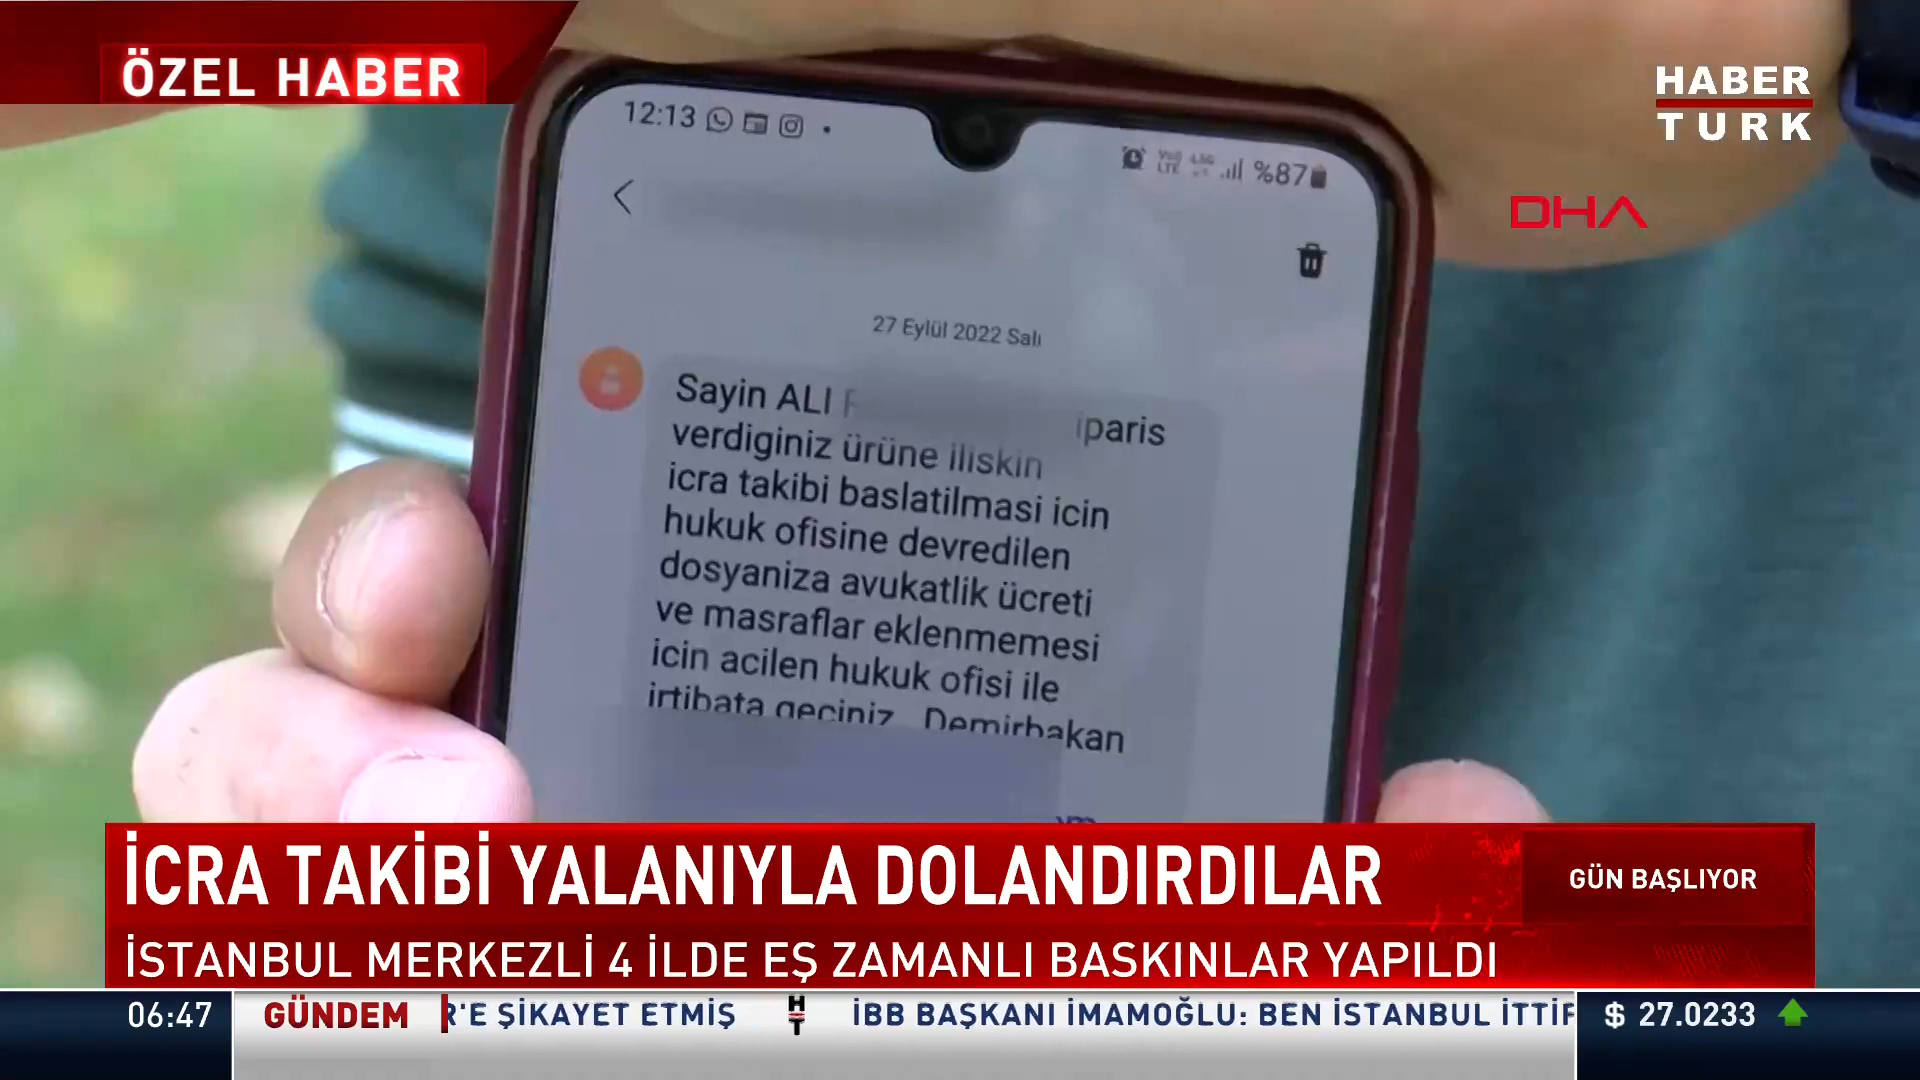 ÖZEL HABER
HABER
TURK
DHA
12:13
%87
27 Eylül 2022 Salı
Sayin ALI
verdiginiz ürüne iliskin
icra takibi baslatilmasi icin
hukuk ofisine devredilen
dosyaniza avukatlik ücreti
ve masraflar eklenmemesi
icin acilen hukuk ofisi ile
irtibata geciniz Demirbakan
İCRA TAKİBİ YALANIYLA DOLANDIRDILAR
GÜN BAŞLIYOR
İSTANBUL MERKEZLİ 4 İLDE EŞ ZAMANLI BASKINLAR YAPILDI
06:47 GÜNDEM R'E ŞİKAYET ETMİŞ HT İBB BAŞKANI İMAMOĞLU: BEN İSTANBUL İTTİF $ 27.0233